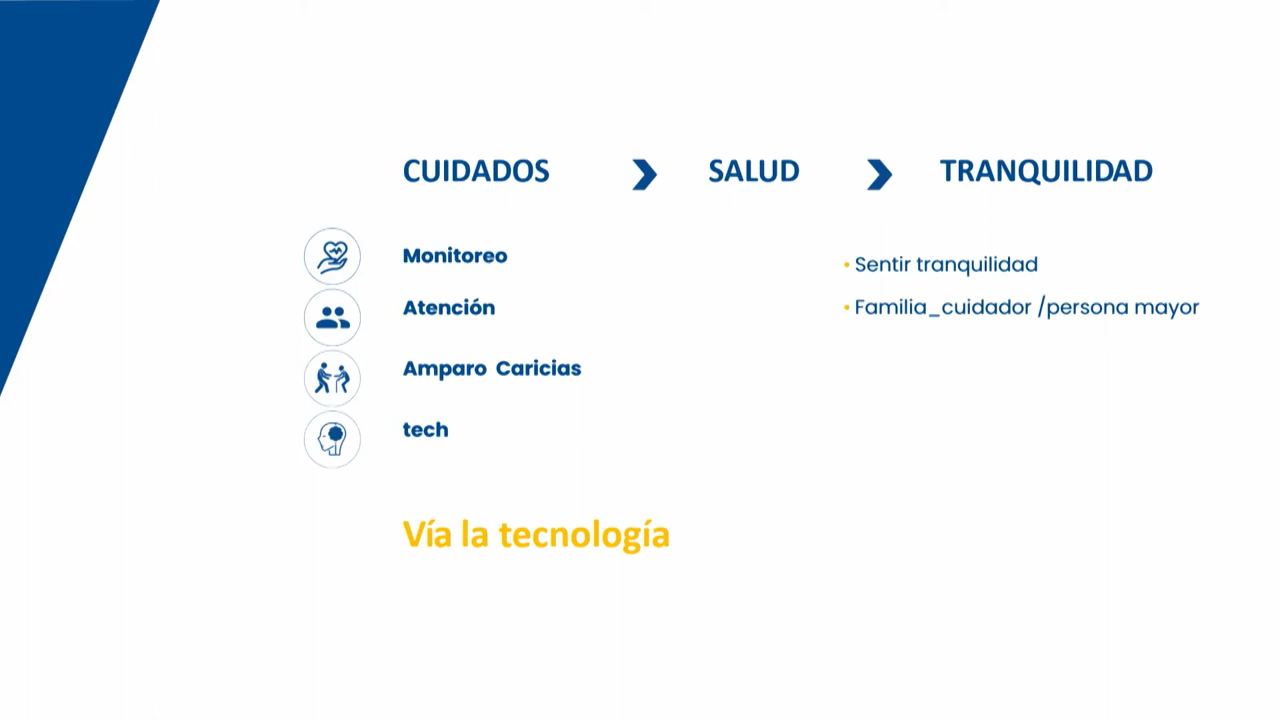 CUIDADOS SALUD TRANQUILIDAD
Monitoreo
Atención
Amparo Caricias
tech
• Sentir tranquilidad
• Familia_cuidador /persona mayor
Vía la tecnología